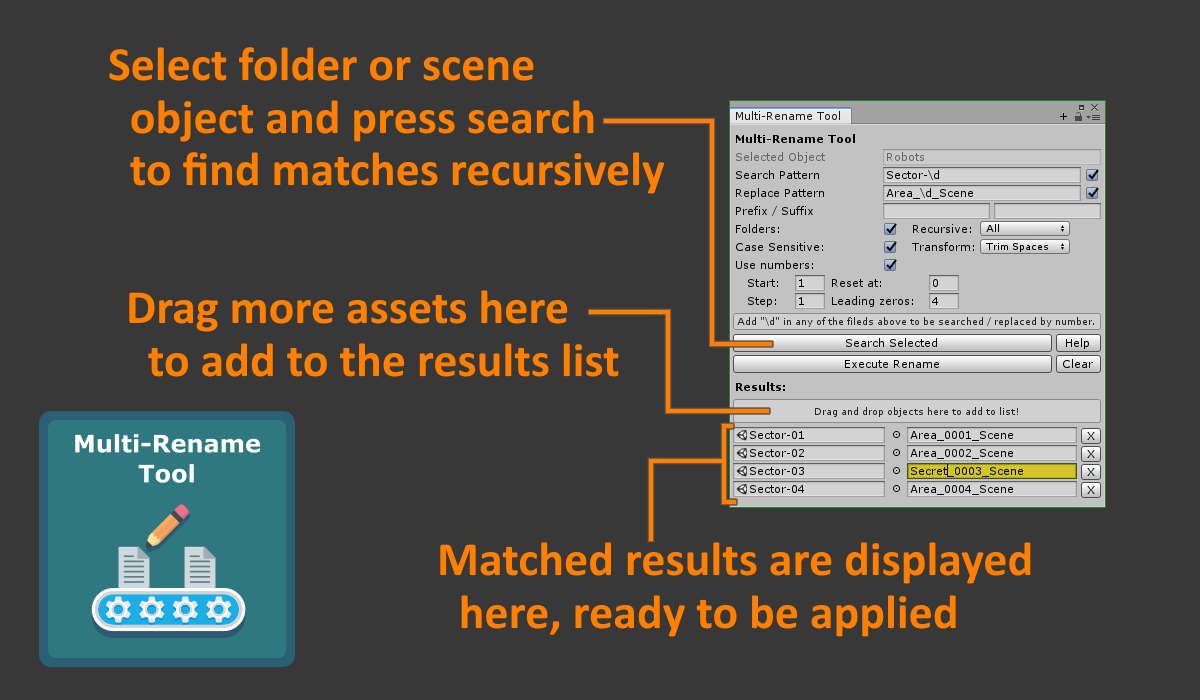 Select folder or scene
object and press search
to find matches recursively
Drag more assets here
to add to the results list
Multi-Rename
Tool
Multi-Rename Tool
Multi-Rename Tool
Selected Object Robots
Search Pattern Sector-\d
Replace Pattern Area_\d_Scene
Prefix / Suffix
Folders: Recursive: All
Case Sensitive: Transform: Trim Spaces
Use numbers:
Start: 1 Reset at: 0
Step: 1 Leading zeros: 4
Add "\d" in any of the fileds above to be searched / replaced by number.
Search Selected Help
Execute Rename Clear
Results:
Drag and drop objects here to add to list!
Sector-01 Area_0001_Scene X
Sector-02 Area_0002_Scene X
Sector-03 Secret_0003_Scene X
Sector-04 Area_0004_Scene X
Matched results are displayed
here, ready to be applied